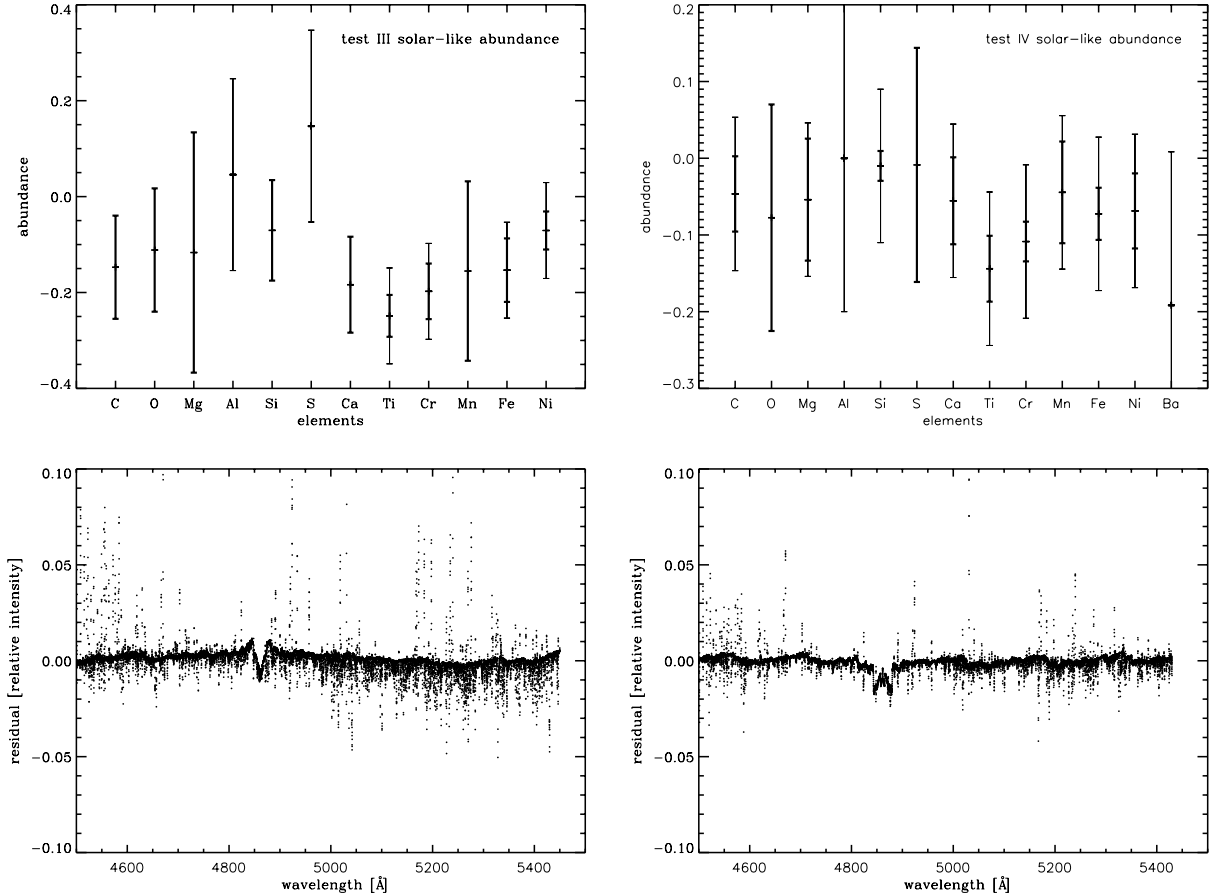 test III solar-like abundance
0.4
0.2
0.0
-0.2
-0.4
abundance
C O Mg Al Si S Ca Ti Cr Mn Fe Ni
elements
test IV solar-like abundance
0.2
0.1
0.0
-0.1
-0.2
-0.3
abundance
C O Mg Al Si S Ca Ti Cr Mn Fe Ni Ba
elements
0.10
0.05
0.00
-0.05
-0.10
residual [relative intensity]
4600 4800 5000 5200 5400
wavelength [Å]
0.10
0.05
0.00
-0.05
-0.10
residual [relative intensity]
4600 4800 5000 5200 5400
wavelength [Å]